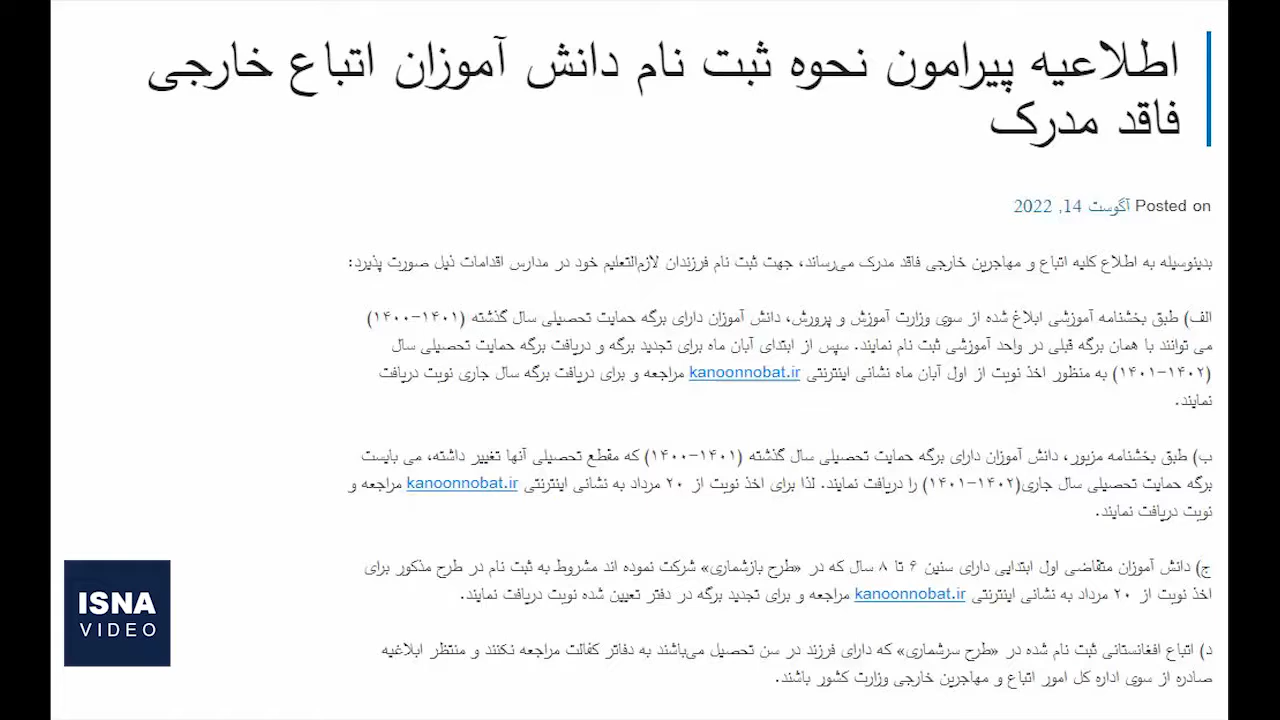 اطلاعیه پیرامون نحوه ثبت نام دانش آموزان اتباع خارجی
فاقد مدرک
Posted on آگوست 14, 2022
بدینوسیله به اطلاع کلیه اتباع و مهاجرین خارجی فاقد مدرک می‌رساند، جهت ثبت نام فرزندان لازم‌التعلیم خود در مدارس اقدامات ذیل صورت پذیرد:
الف) طبق بخشنامه آموزشی ابلاغ شده از سوی وزارت آموزش و پرورش، دانش آموزان دارای برگه حمایت تحصیلی سال گذشته (۱۴۰۱-۱۴۰۰)
می توانند با همان برگه قبلی در واحد آموزشی ثبت نام نمایند. سپس از ابتدای آبان ماه برای تجدید برگه و دریافت برگه حمایت تحصیلی سال
(۱۴۰۲-۱۴۰۱) به منظور اخذ نوبت از اول آبان ماه نشانی اینترنتی kanoonnobat.ir مراجعه و برای دریافت برگه سال جاری نوبت دریافت
نمایند.
ب) طبق بخشنامه مزبور، دانش آموزان دارای برگه حمایت تحصیلی سال گذشته (۱۴۰۱-۱۴۰۰) که مقطع تحصیلی آنها تغییر داشته، می بایست
برگه حمایت تحصیلی سال جاری(۱۴۰۲-۱۴۰۱) را دریافت نمایند. لذا برای اخذ نوبت از ۲۰ مرداد به نشانی اینترنتی kanoonnobat.ir مراجعه و
نوبت دریافت نمایند.
ج) دانش آموزان متقاضی اول ابتدایی دارای سنین ۶ تا ۸ سال که در «طرح بازشماری» شرکت نموده اند مشروط به ثبت نام در طرح مذکور برای
اخذ نوبت از ۲۰ مرداد به نشانی اینترنتی kanoonnobat.ir مراجعه و برای تجدید برگه در دفتر تعیین شده نوبت دریافت نمایند.
د) اتباع افغانستانی ثبت نام شده در «طرح سرشماری» که دارای فرزند در سن تحصیل می‌باشند به دفاتر کفالت مراجعه نکنند و منتظر ابلاغیه
صادره از سوی اداره کل امور اتباع و مهاجرین خارجی وزارت کشور باشند.
ISNA
VIDEO